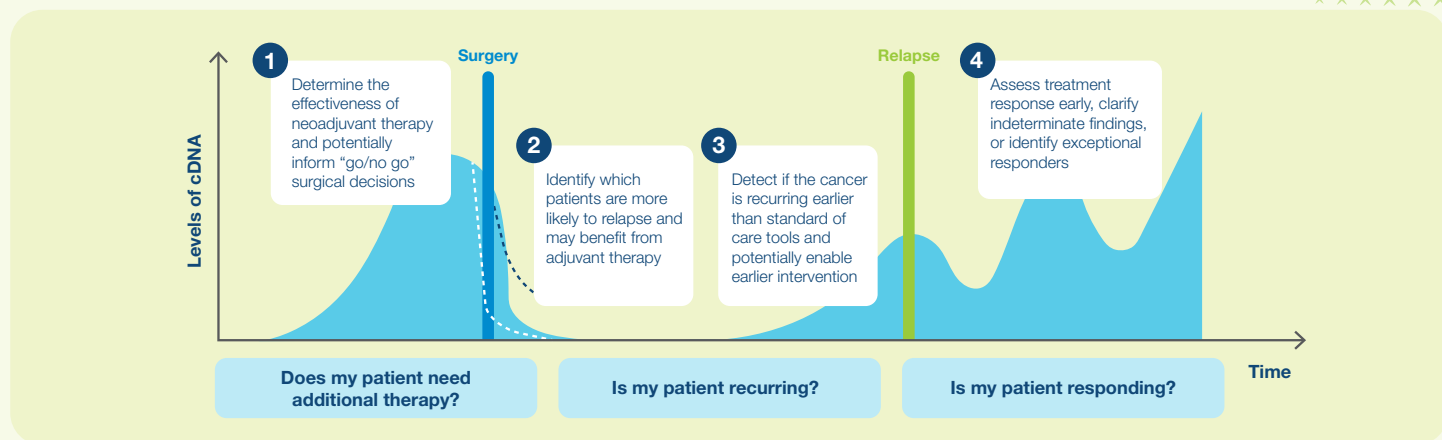 Levels of cDNA
1
Determine the
effectiveness of
neoadjuvant therapy
and potentially
inform “go/no go”
surgical decisions
Surgery
2
Identify which
patients are more
likely to relapse and
may benefit from
adjuvant therapy
3
Detect if the cancer
is recurring earlier
than standard of
care tools and
potentially enable
earlier intervention
Relapse
4
Assess treatment
response early, clarify
indeterminate findings,
or identify exceptional
responders
Time
Does my patient need
additional therapy?
Is my patient recurring?
Is my patient responding?